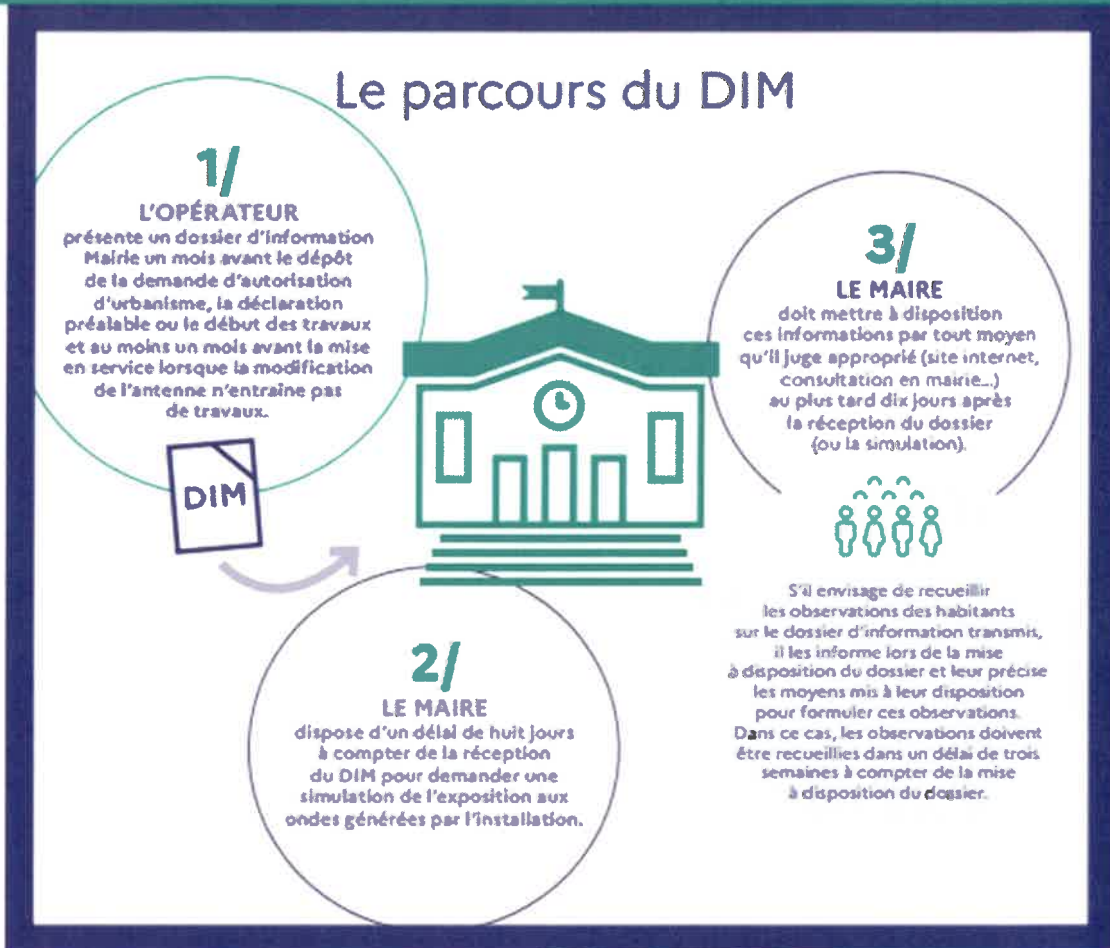 Le parcours du DIM
1/
L'OPÉRATEUR
présente un dossier d'information
Mairie un mois avant le dépôt
de la demande d'autorisation
d'urbanisme, la déclaration
préalable ou le début des travaux
et au moins un mois avant la mise
en service lorsque la modification
de l'antenne n'entraîne pas
de travaux.
DIM
2/
LE MAIRE
dispose d'un délai de huit jours
à compter de la réception
du DIM pour demander une
simulation de l'exposition aux
ondes générées par l'installation.
3/
LE MAIRE
doit mettre à disposition
ces informations par tout moyen
qu'il juge approprié (site internet,
consultation en mairie...)
au plus tard dix jours après
la réception du dossier
(ou la simulation).
S'il envisage de recueillir
les observations des habitants
sur le dossier d'information transmis,
il les informe lors de la mise
à disposition du dossier et leur précise
les moyens mis à leur disposition
pour formuler ces observations.
Dans ce cas, les observations doivent
être recueillies dans un délai de trois
semaines à compter de la mise
à disposition du dossier.